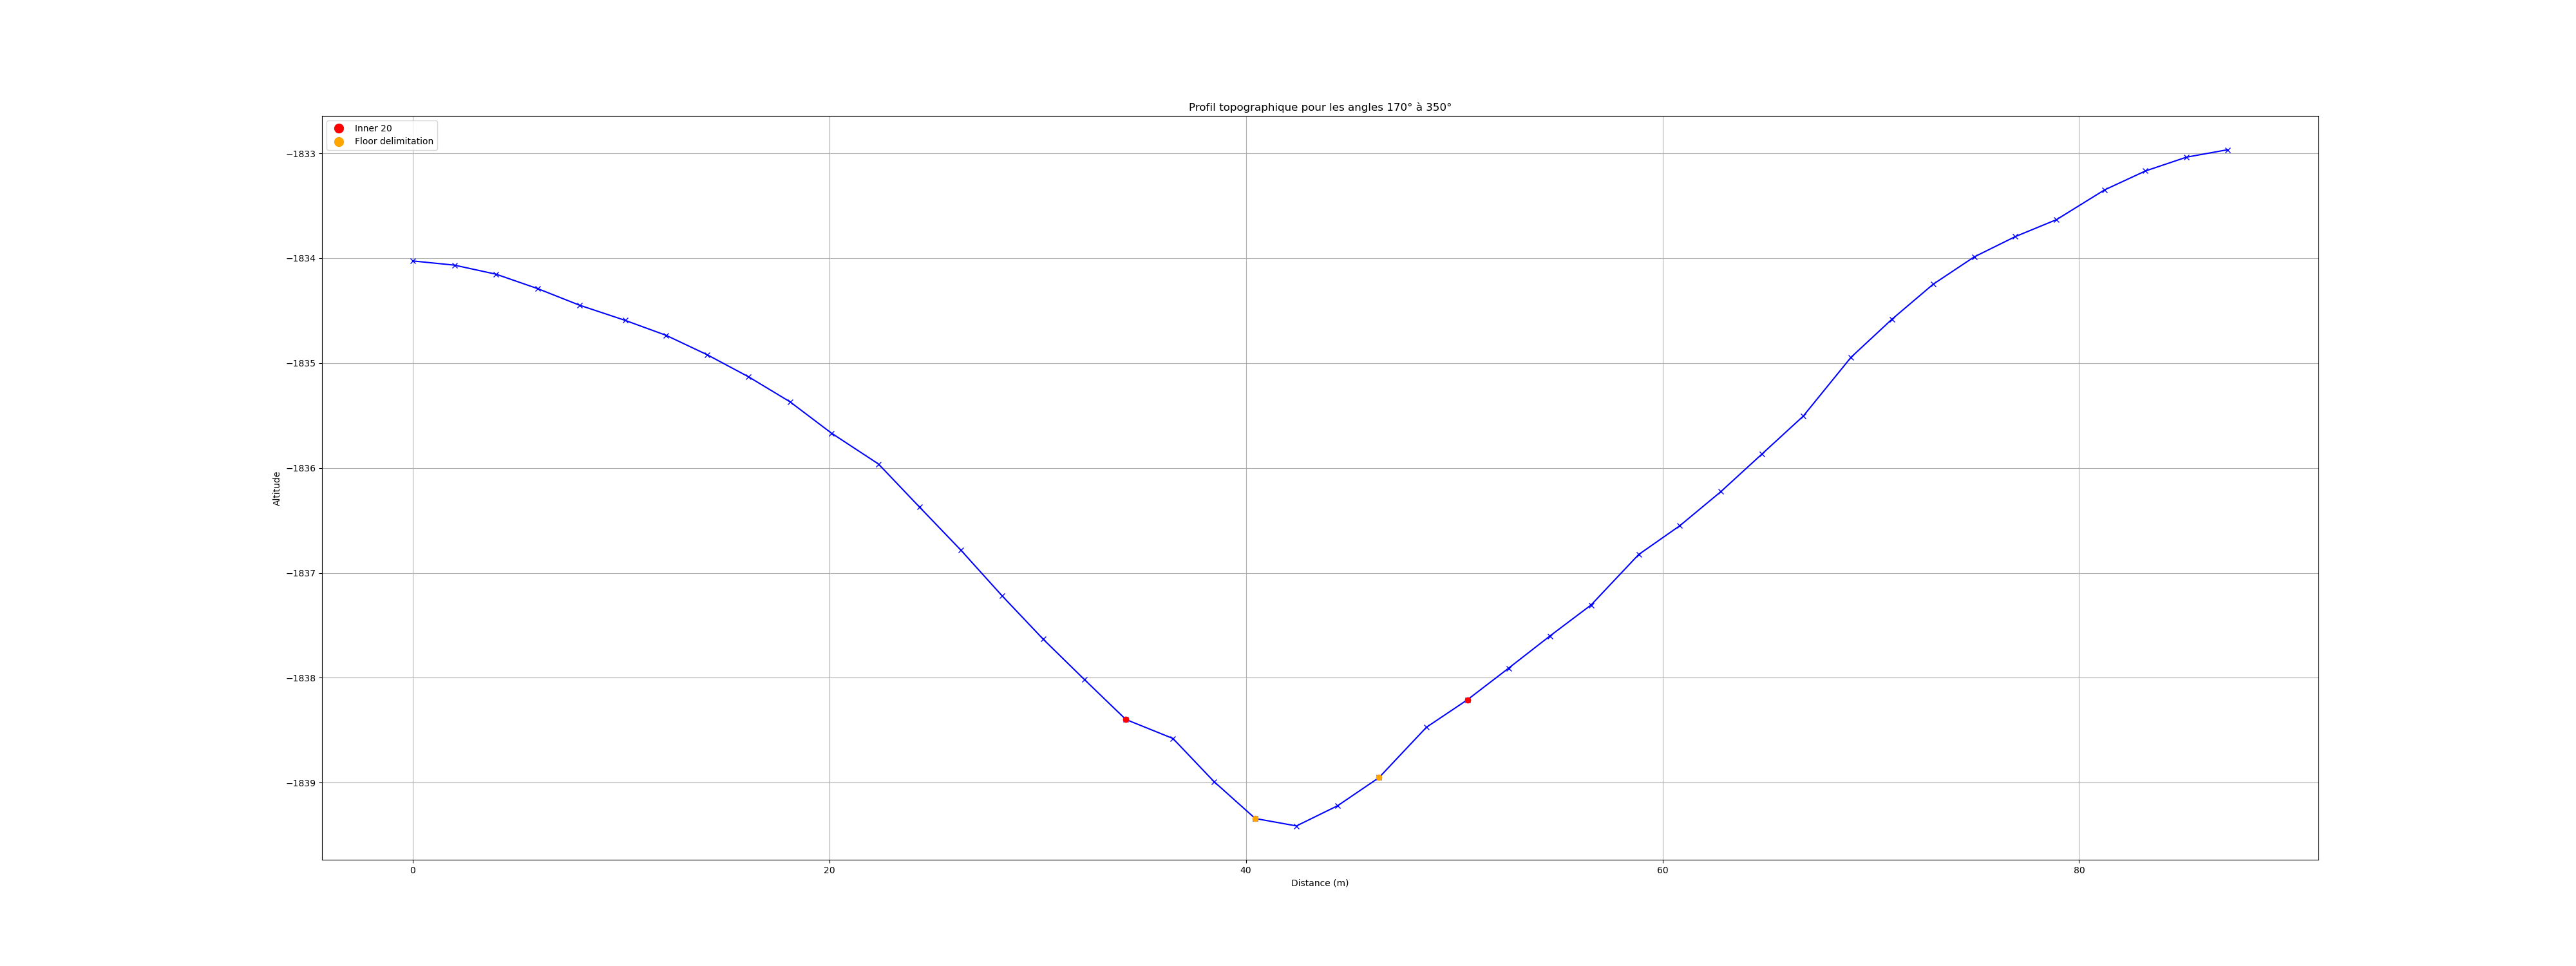 Profil topographique pour les angles 170° à 350°
Inner 20
Floor delimitation
−1833
−1834
−1835
−1836
−1837
−1838
−1839
Altitude
0
20
40
60
80
Distance (m)